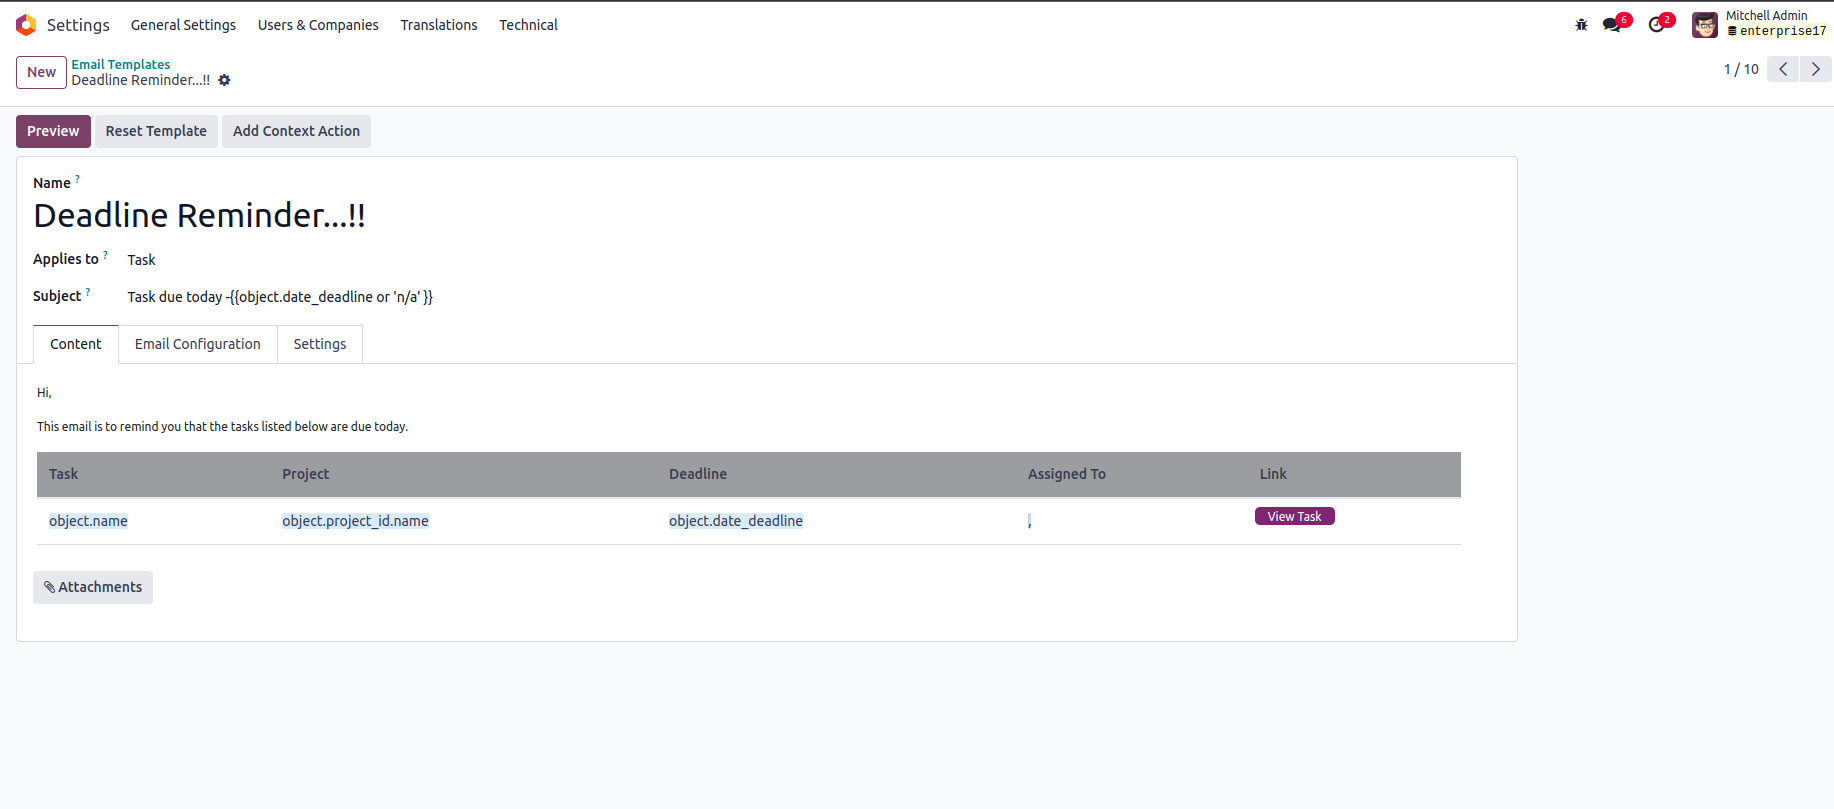 Settings General Settings Users & Companies Translations Technical 6 2 Mitchell Admin
enterprise17
New Email Templates
Deadline Reminder...!! 1 / 10
Preview Reset Template Add Context Action
Name ?
Deadline Reminder...!!
Applies to ? Task
Subject ? Task due today -{{object.date_deadline or 'n/a' }}
Content Email Configuration Settings
Hi,
This email is to remind you that the tasks listed below are due today.
Task Project Deadline Assigned To Link
object.name object.project_id.name object.date_deadline , View Task
Attachments